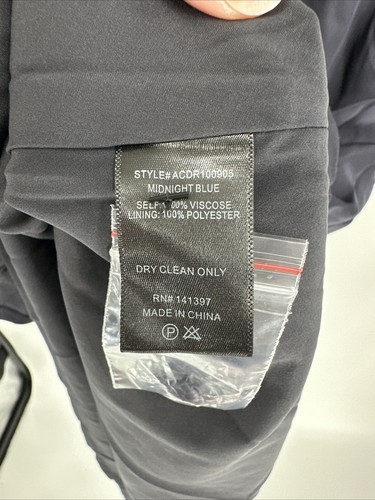 STYLE# ACDR100905
MIDNIGHT BLUE
SELF: 100% VISCOSE
LINING: 100% POLYESTER
DRY CLEAN ONLY
RN# 141397
MADE IN CHINA
P